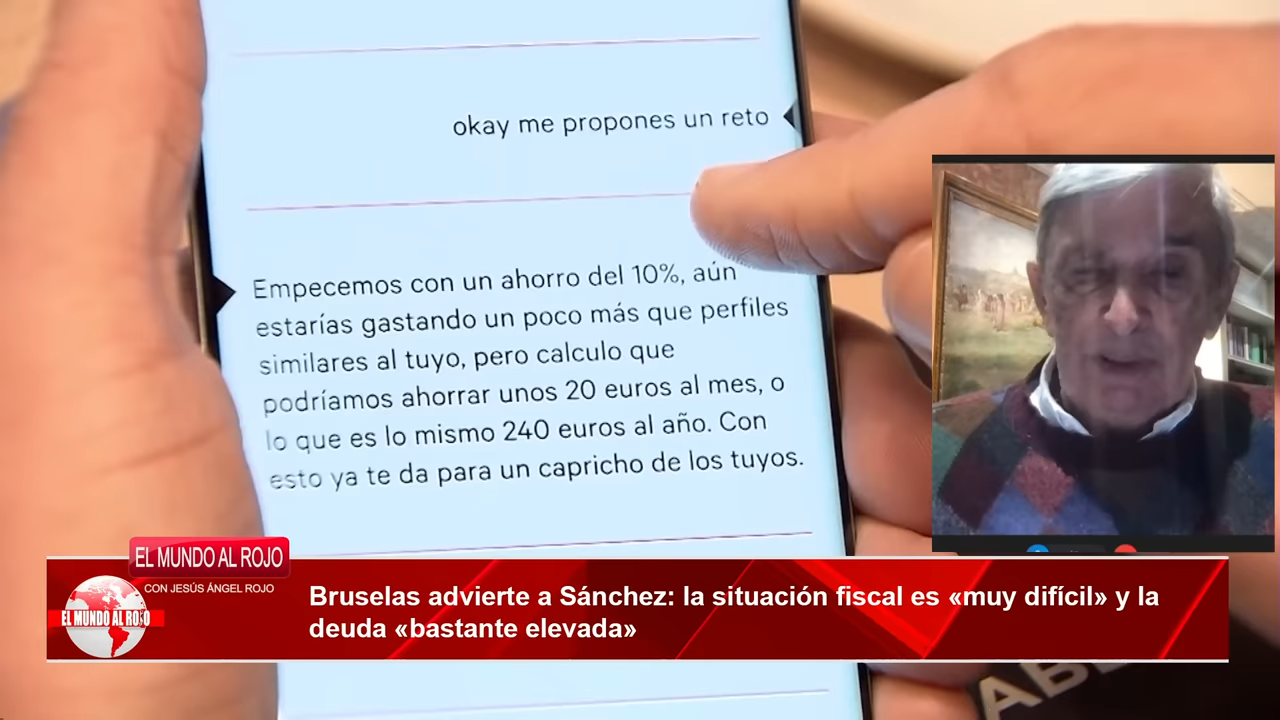 okay me propones un reto
Empecemos con un ahorro del 10%, aún
estarías gastando un poco más que perfiles
similares al tuyo, pero calculo que
podríamos ahorrar unos 20 euros al mes, o
lo que es lo mismo 240 euros al año. Con
esto ya te da para un capricho de los tuyos.
EL MUNDO AL ROJO
CON JESÚS ÁNGEL ROJO
EL MUNDO AL ROJO
Bruselas advierte a Sánchez: la situación fiscal es «muy difícil» y la
deuda «bastante elevada»